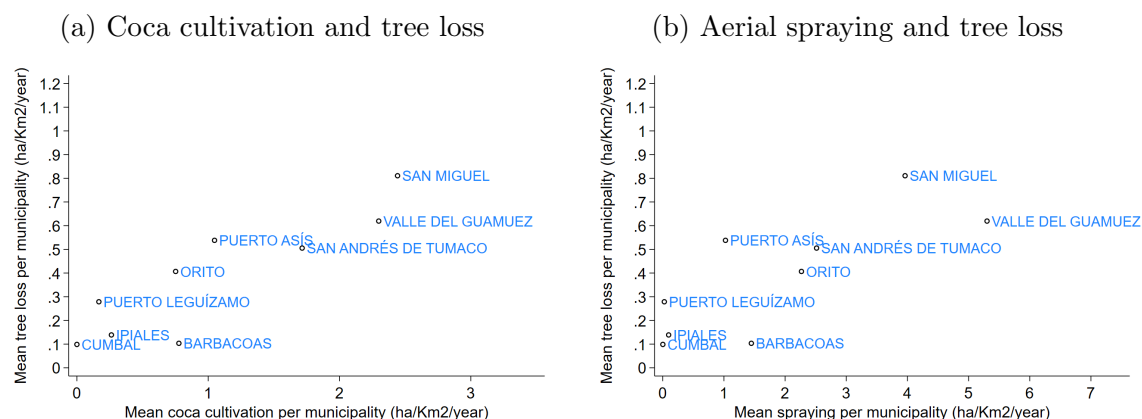 (a) Coca cultivation and tree loss
Mean tree loss per municipality (ha/Km2/year)
1.2
1.1
1
.9
.8
.7
.6
.5
.4
.3
.2
.1
0
SAN MIGUEL
VALLE DEL GUAMUEZ
PUERTO ASÍS
SAN ANDRÉS DE TUMACO
ORITO
PUERTO LEGUÍZAMO
IPIALES
CUMBAL
BARBACOAS
0 1 2 3
Mean coca cultivation per municipality (ha/Km2/year)
(b) Aerial spraying and tree loss
Mean tree loss per municipality (ha/Km2/year)
1.2
1.1
1
.9
.8
.7
.6
.5
.4
.3
.2
.1
0
SAN MIGUEL
VALLE DEL GUAMUEZ
PUERTO ASÍS
SAN ANDRÉS DE TUMACO
ORITO
PUERTO LEGUÍZAMO
IPIALES
CUMBAL
BARBACOAS
0 1 2 3 4 5 6 7
Mean spraying per municipality (ha/Km2/year)